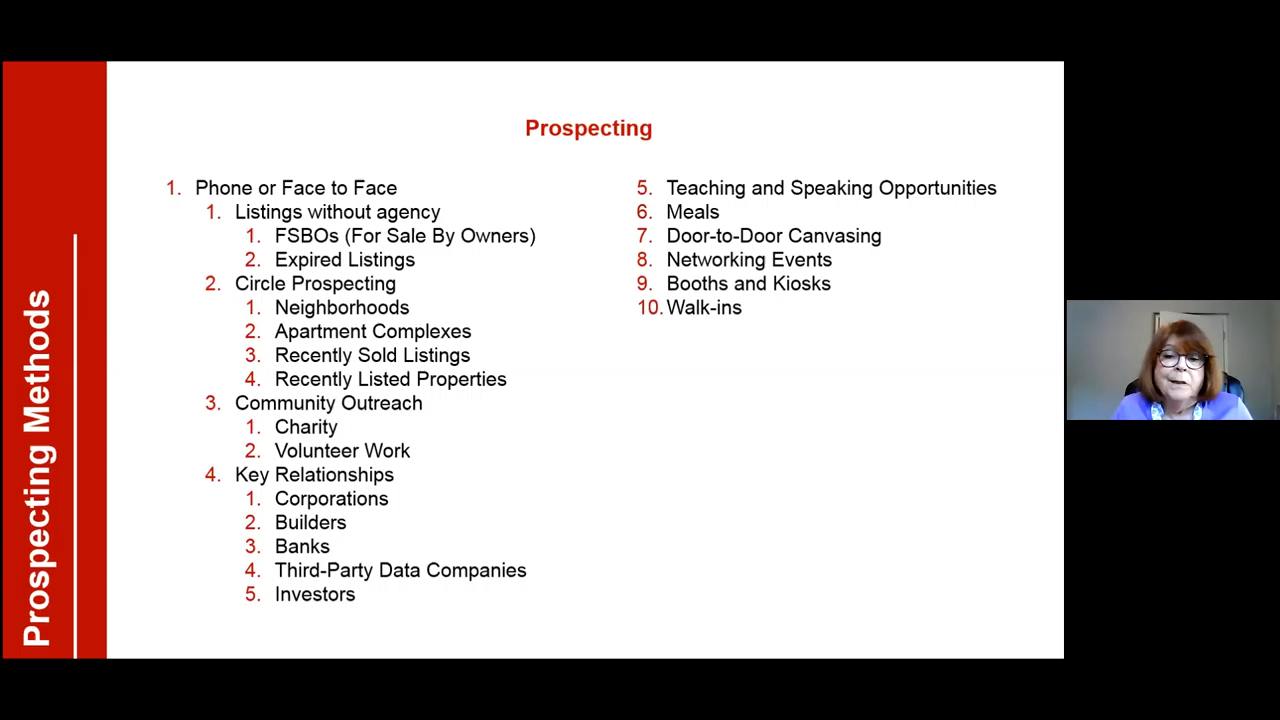 Prospecting Methods
Prospecting
1. Phone or Face to Face
1. Listings without agency
1. FSBOs (For Sale By Owners)
2. Expired Listings
2. Circle Prospecting
1. Neighborhoods
2. Apartment Complexes
3. Recently Sold Listings
4. Recently Listed Properties
3. Community Outreach
1. Charity
2. Volunteer Work
4. Key Relationships
1. Corporations
2. Builders
3. Banks
4. Third-Party Data Companies
5. Investors
5. Teaching and Speaking Opportunities
6. Meals
7. Door-to-Door Canvasing
8. Networking Events
9. Booths and Kiosks
10. Walk-ins